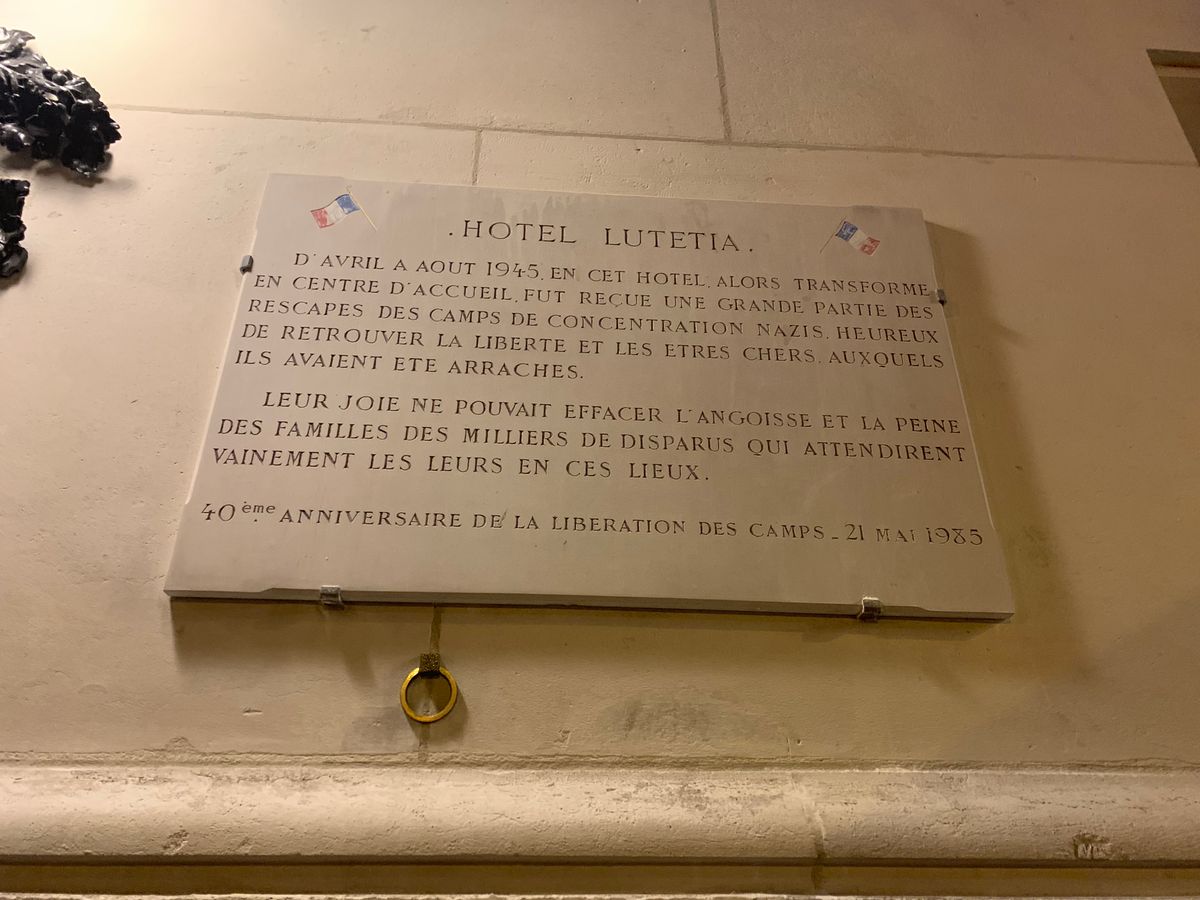 . HOTEL LUTETIA .
D'AVRIL A AOUT 1945, EN CET HOTEL, ALORS TRANSFORME
EN CENTRE D'ACCUEIL, FUT REÇUE UNE GRANDE PARTIE DES
RESCAPES DES CAMPS DE CONCENTRATION NAZIS, HEUREUX
DE RETROUVER LA LIBERTE ET LES ETRES CHERS, AUXQUELS
ILS AVAIENT ETE ARRACHES.
LEUR JOIE NE POUVAIT EFFACER L'ANGOISSE ET LA PEINE
DES FAMILLES DES MILLIERS DE DISPARUS QUI ATTENDIRENT
VAINEMENT LES LEURS EN CES LIEUX.
40ème ANNIVERSAIRE DE LA LIBERATION DES CAMPS - 21 MAI 1985